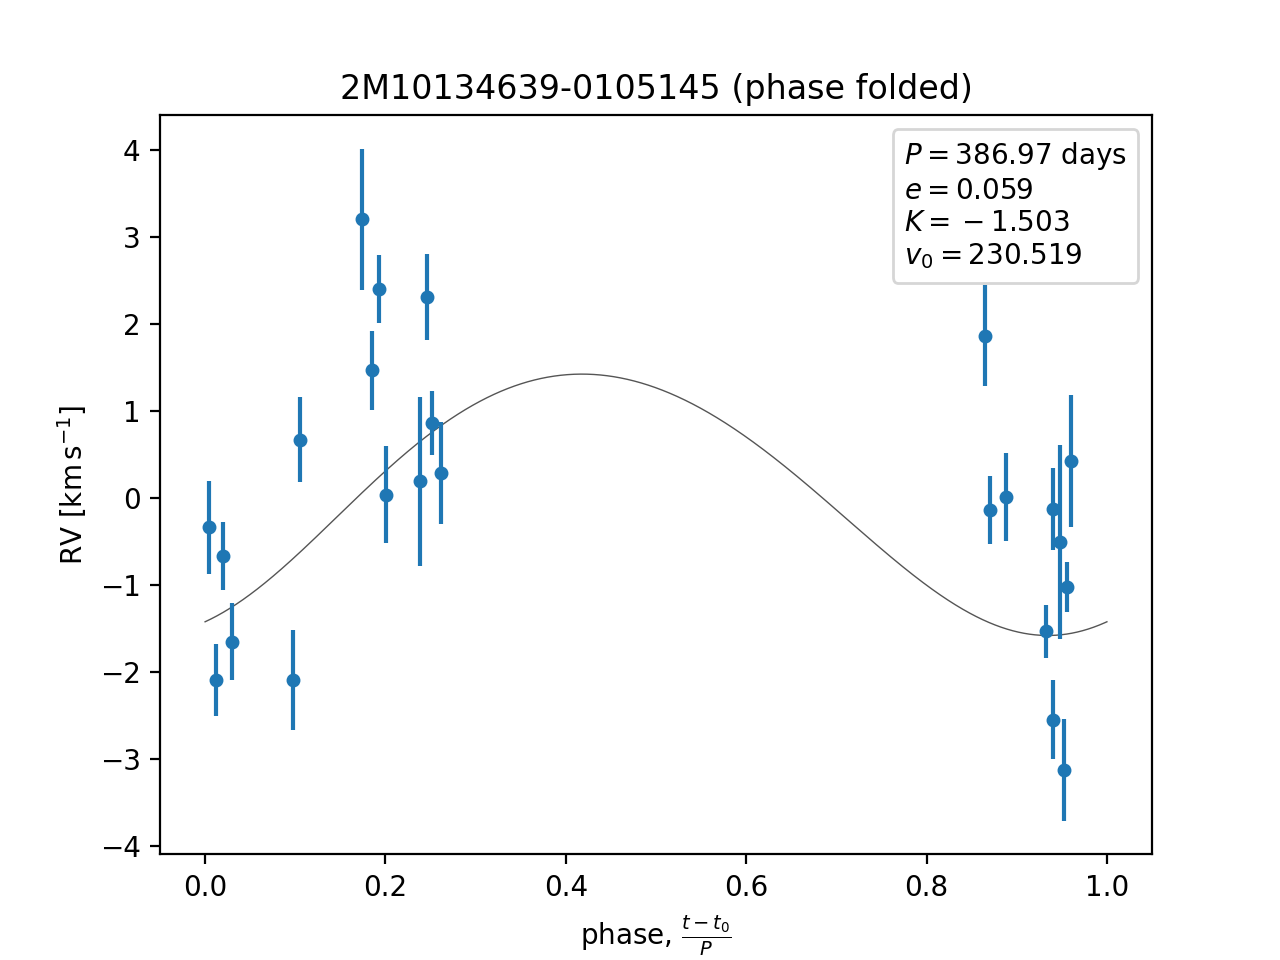 2M10134639-0105145 (phase folded)
P = 386.97 days
e = 0.059
K = −1.503
v₀ = 230.519
4
3
2
1
0
−1
−2
−3
−4
RV [km s⁻¹]
0.0 0.2 0.4 0.6 0.8 1.0
phase, (t − t₀)/P